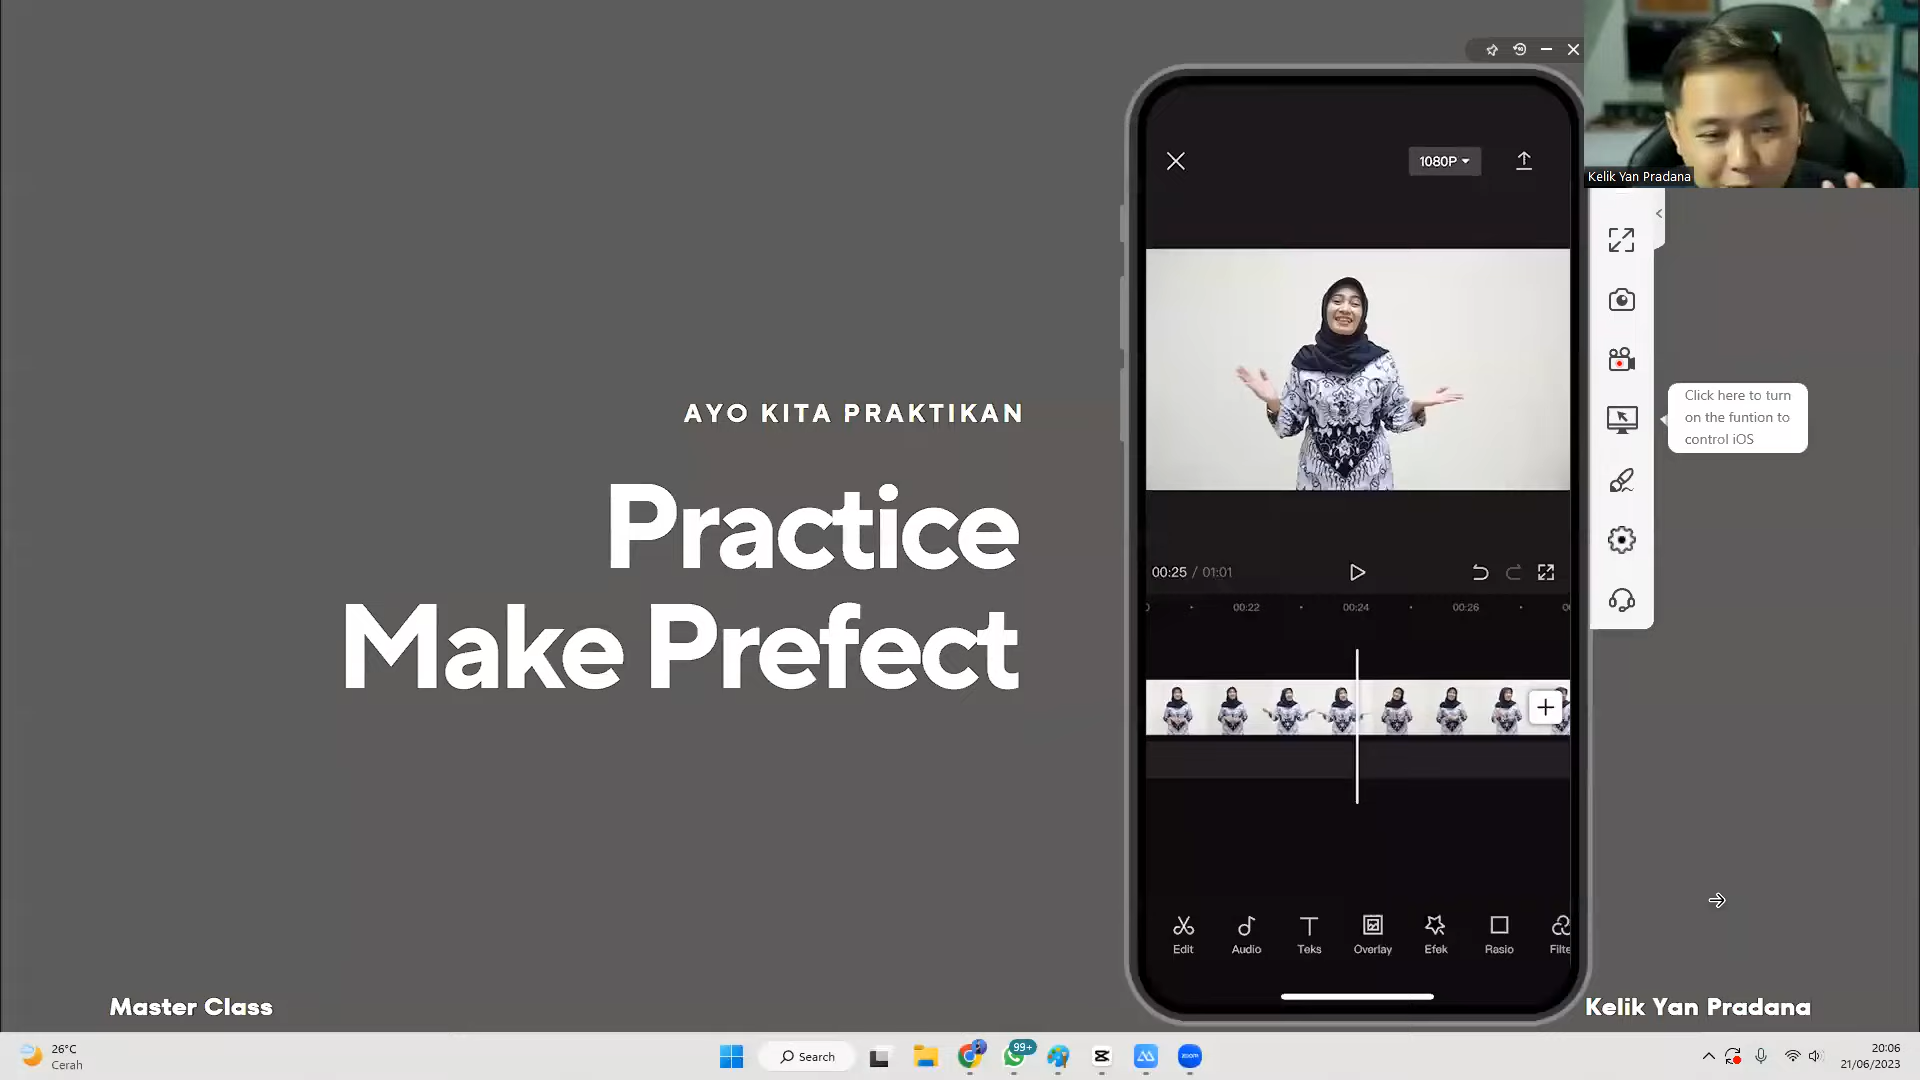 1080P
Kelik Yan Pradana
Click here to turn
on the funtion to
control iOS
AYO KITA PRAKTIKAN
Practice
Make Prefect
00:25 / 01:01
00:22
00:24
00:26
Edit
Audio
Teks
Overlay
Efek
Rasio
Filte
Master Class
Kelik Yan Pradana
26°C
Cerah
Search
99+
zoom
20:06
21/06/2023